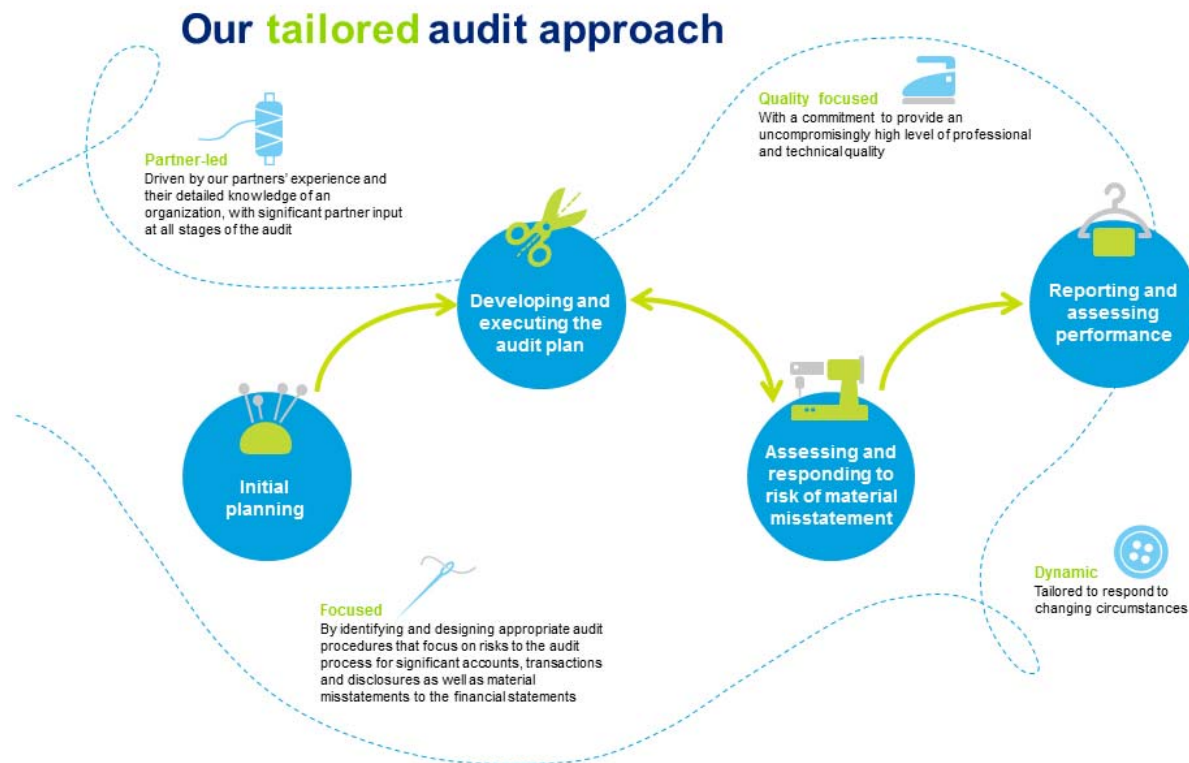 Our tailored audit approach
Partner-led
Driven by our partners' experience and
their detailed knowledge of an
organization, with significant partner input
at all stages of the audit
Quality focused
With a commitment to provide an
uncompromisingly high level of professional
and technical quality
Developing and
executing the
audit plan
Reporting and
assessing
performance
Initial
planning
Assessing and
responding to
risk of material
misstatement
Focused
By identifying and designing appropriate audit
procedures that focus on risks to the audit
process for significant accounts, transactions
and disclosures as well as material
misstatements to the financial statements
Dynamic
Tailored to respond to
changing circumstances